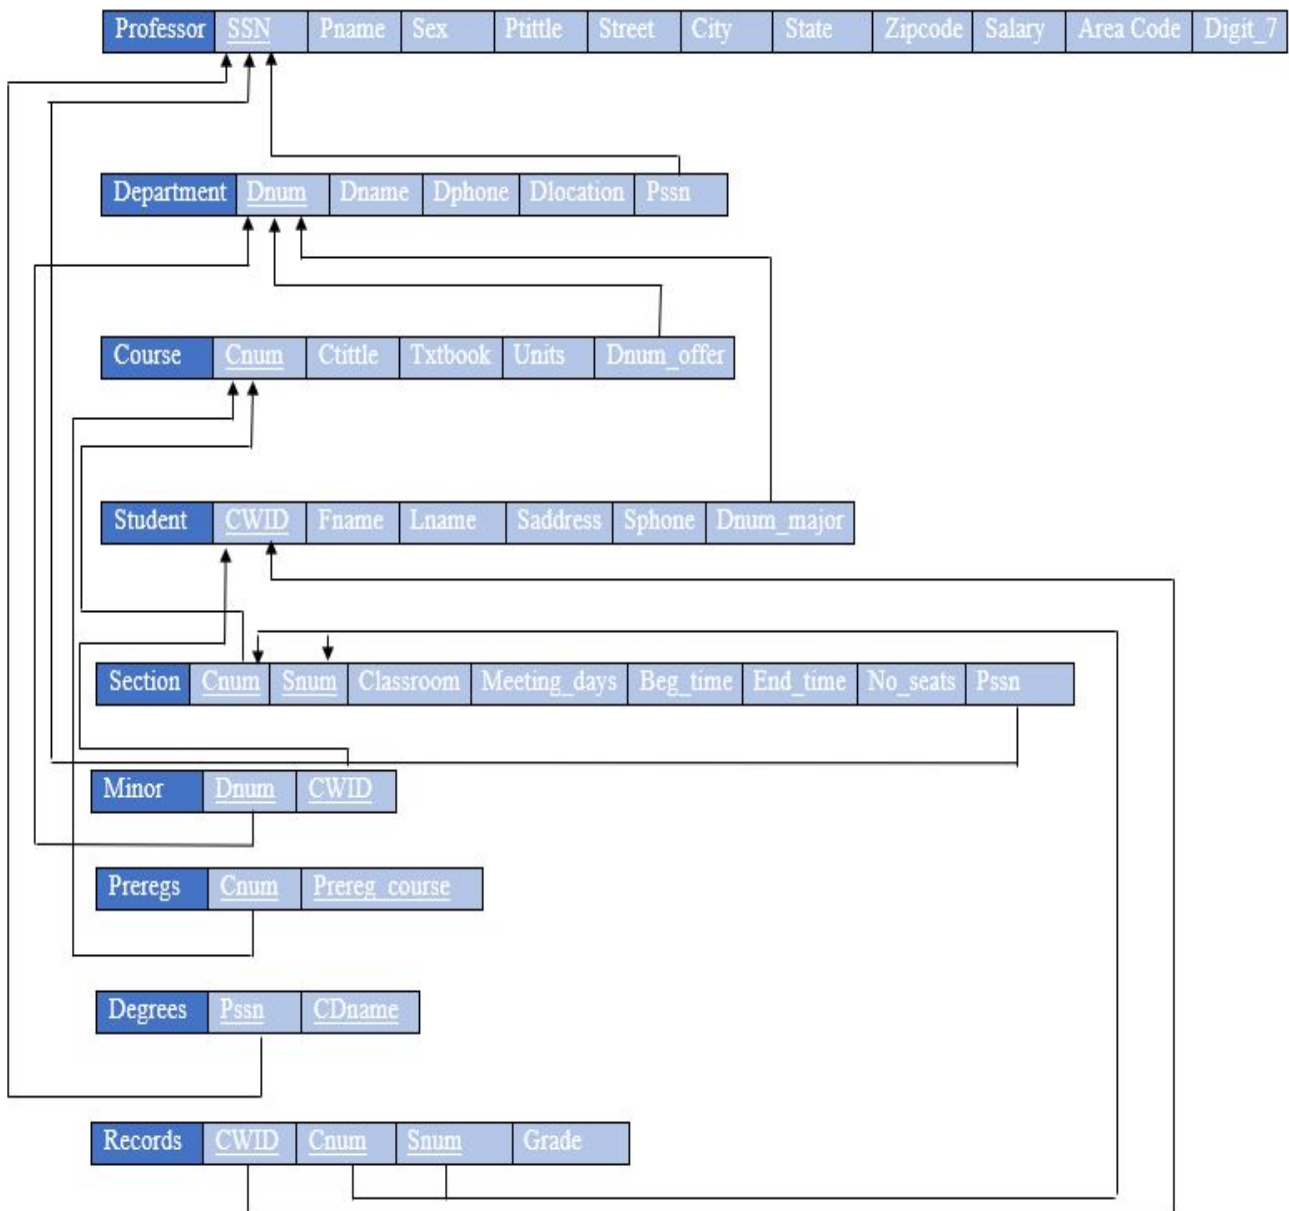 Professor SSN Pname Sex Ptittle Street City State Zipcode Salary Area Code Digit_7
Department Dnum Dname Dphone Dlocation Pssn
Course Cnum Ctittle Txtbook Units Dnum_offer
Student CWID Fname Lname Saddress Sphone Dnum_major
Section Cnum Snum Classroom Meeting_days Beg_time End_time No_seats Pssn
Minor Dnum CWID
Preregs Cnum Prereg_course
Degrees Pssn CDname
Records CWID Cnum Snum Grade